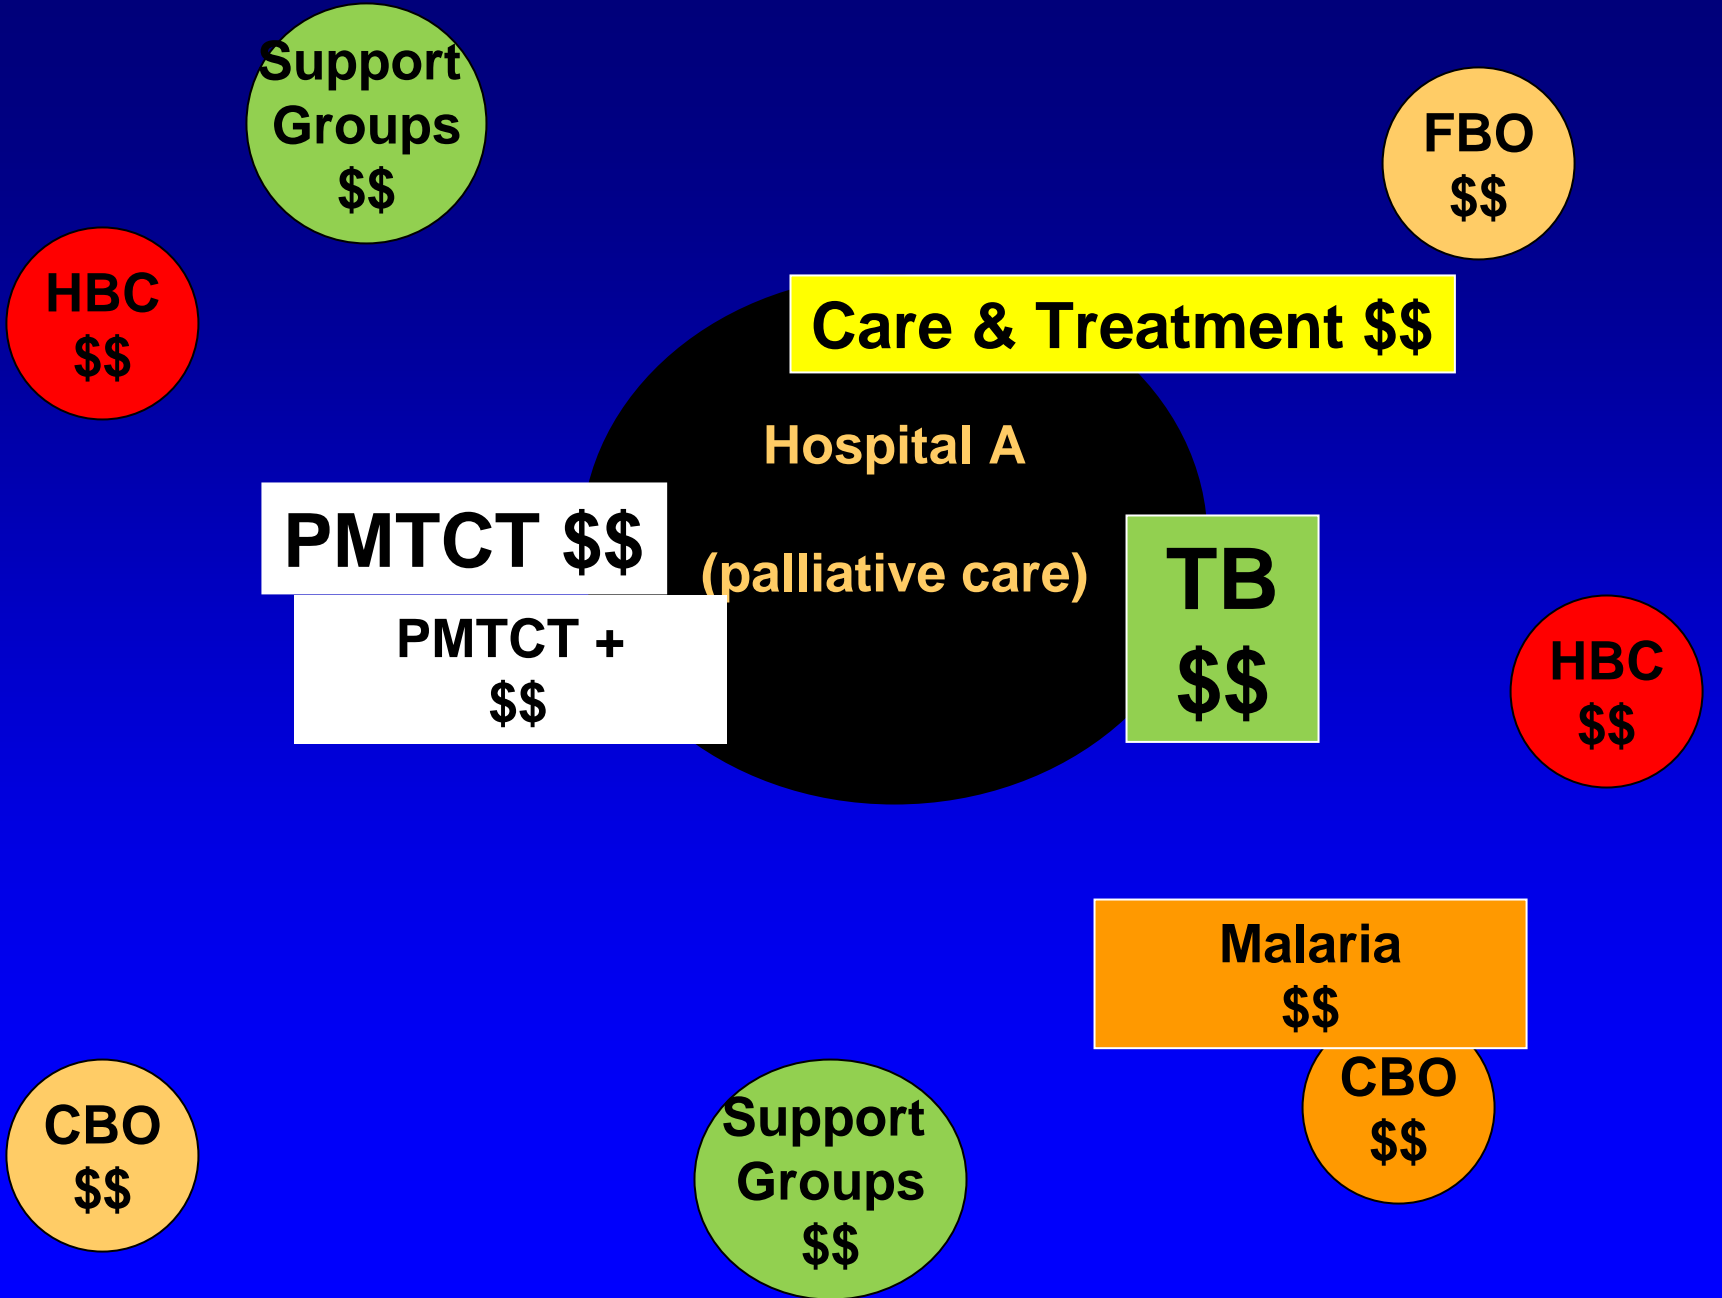 Support
Groups
$$
FBO
$$
HBC
$$
Care & Treatment $$
Hospital A
(palliative care)
PMTCT $$
PMTCT +
$$
TB
$$
HBC
$$
Malaria
$$
CBO
$$
CBO
$$
Support
Groups
$$